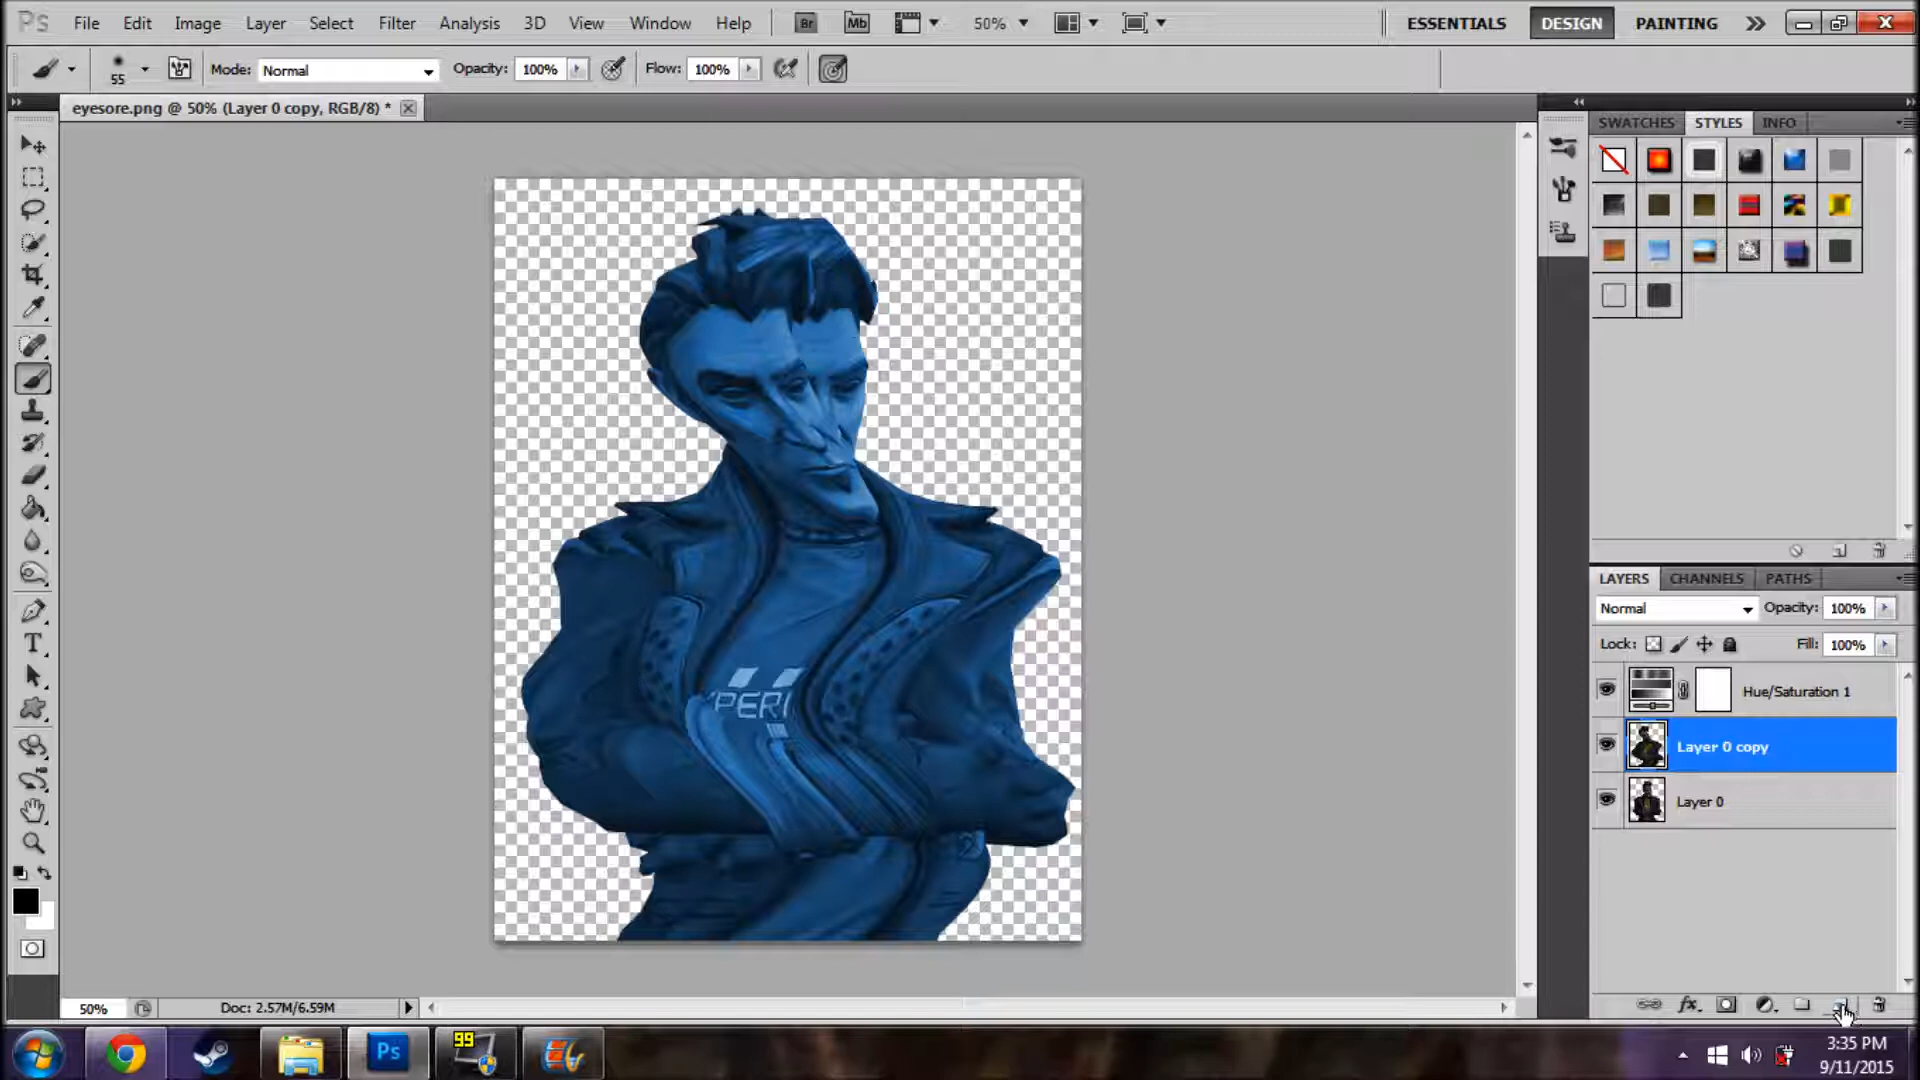 Ps File Edit Image Layer Select Filter Analysis 3D View Window Help Br Mb 50% ESSENTIALS DESIGN PAINTING
55 Mode: Normal Opacity: 100% Flow: 100%
eyesore.png @ 50% (Layer 0 copy, RGB/8) *
SWATCHES STYLES INFO
PERI
T
LAYERS CHANNELS PATHS
Normal Opacity: 100%
Lock: Fill: 100%
Hue/Saturation 1
Layer 0 copy
Layer 0
50% Doc: 2.57M/6.59M
fx
Ps 99
3:35 PM
9/11/2015